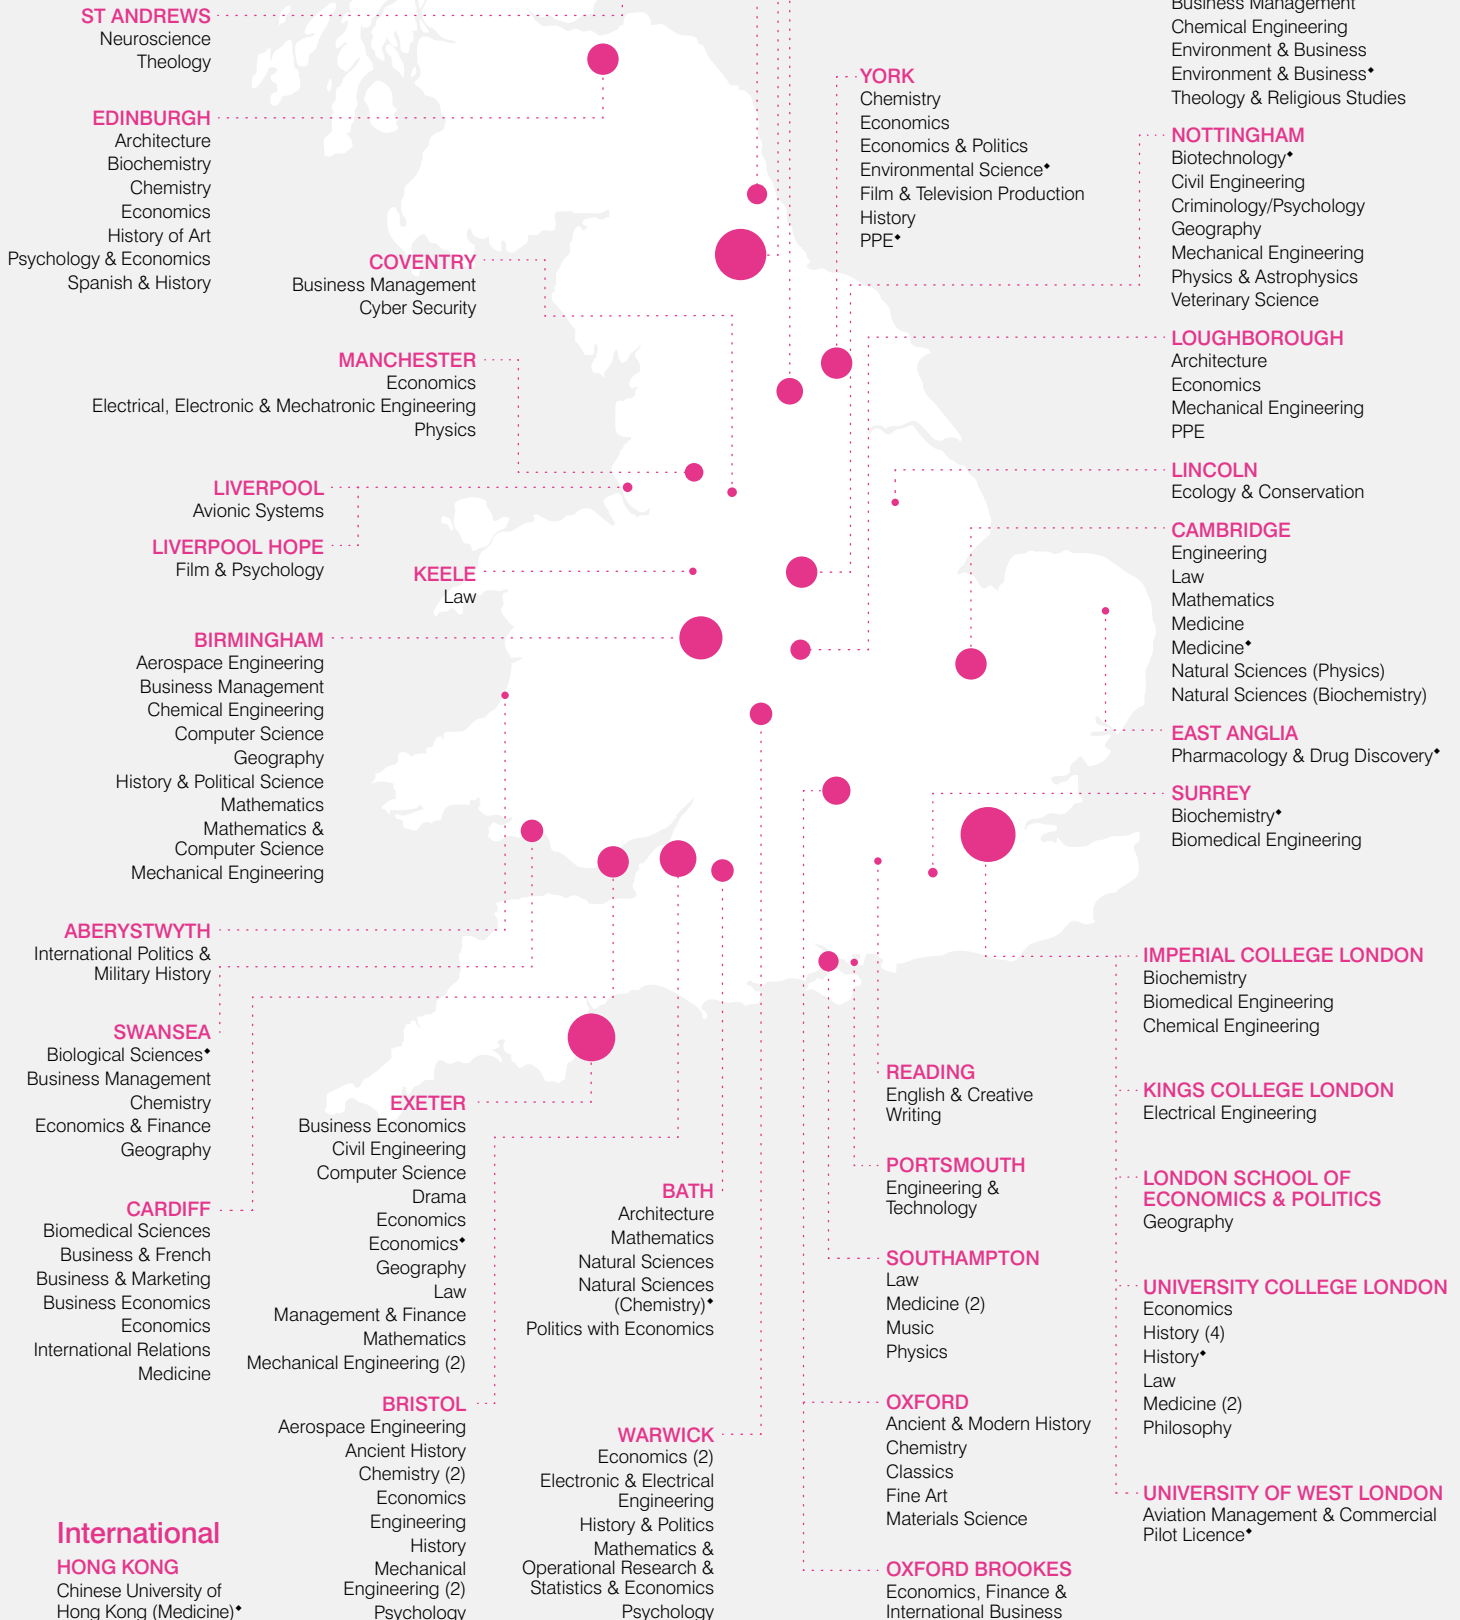 ST ANDREWS
Neuroscience
Theology
EDINBURGH
Architecture
Biochemistry
Chemistry
Economics
History of Art
Psychology & Economics
Spanish & History
COVENTRY
Business Management
Cyber Security
MANCHESTER
Economics
Electrical, Electronic & Mechatronic Engineering
Physics
LIVERPOOL
Avionic Systems
LIVERPOOL HOPE
Film & Psychology
KEELE
Law
BIRMINGHAM
Aerospace Engineering
Business Management
Chemical Engineering
Computer Science
Geography
History & Political Science
Mathematics
Mathematics &
Computer Science
Mechanical Engineering
ABERYSTWYTH
International Politics &
Military History
SWANSEA
Biological Sciences◆
Business Management
Chemistry
Economics & Finance
Geography
CARDIFF
Biomedical Sciences
Business & French
Business & Marketing
Business Economics
Economics
International Relations
Medicine
International
HONG KONG
Chinese University of
Hong Kong (Medicine)◆
EXETER
Business Economics
Civil Engineering
Computer Science
Drama
Economics
Economics◆
Geography
Law
Management & Finance
Mathematics
Mechanical Engineering (2)
BRISTOL
Aerospace Engineering
Ancient History
Chemistry (2)
Economics
Engineering
History
Mechanical
Engineering (2)
Psychology
BATH
Architecture
Mathematics
Natural Sciences
Natural Sciences
(Chemistry)◆
Politics with Economics
WARWICK
Economics (2)
Electronic & Electrical
Engineering
History & Politics
Mathematics &
Operational Research &
Statistics & Economics
Psychology
YORK
Chemistry
Economics
Economics & Politics
Environmental Science◆
Film & Television Production
History
PPE◆
READING
English & Creative
Writing
PORTSMOUTH
Engineering &
Technology
SOUTHAMPTON
Law
Medicine (2)
Music
Physics
OXFORD
Ancient & Modern History
Chemistry
Classics
Fine Art
Materials Science
OXFORD BROOKES
Economics, Finance &
International Business
Business Management
Chemical Engineering
Environment & Business
Environment & Business◆
Theology & Religious Studies
NOTTINGHAM
Biotechnology◆
Civil Engineering
Criminology/Psychology
Geography
Mechanical Engineering
Physics & Astrophysics
Veterinary Science
LOUGHBOROUGH
Architecture
Economics
Mechanical Engineering
PPE
LINCOLN
Ecology & Conservation
CAMBRIDGE
Engineering
Law
Mathematics
Medicine
Medicine◆
Natural Sciences (Physics)
Natural Sciences (Biochemistry)
EAST ANGLIA
Pharmacology & Drug Discovery◆
SURREY
Biochemistry◆
Biomedical Engineering
IMPERIAL COLLEGE LONDON
Biochemistry
Biomedical Engineering
Chemical Engineering
KINGS COLLEGE LONDON
Electrical Engineering
LONDON SCHOOL OF
ECONOMICS & POLITICS
Geography
UNIVERSITY COLLEGE LONDON
Economics
History (4)
History◆
Law
Medicine (2)
Philosophy
UNIVERSITY OF WEST LONDON
Aviation Management & Commercial
Pilot Licence◆